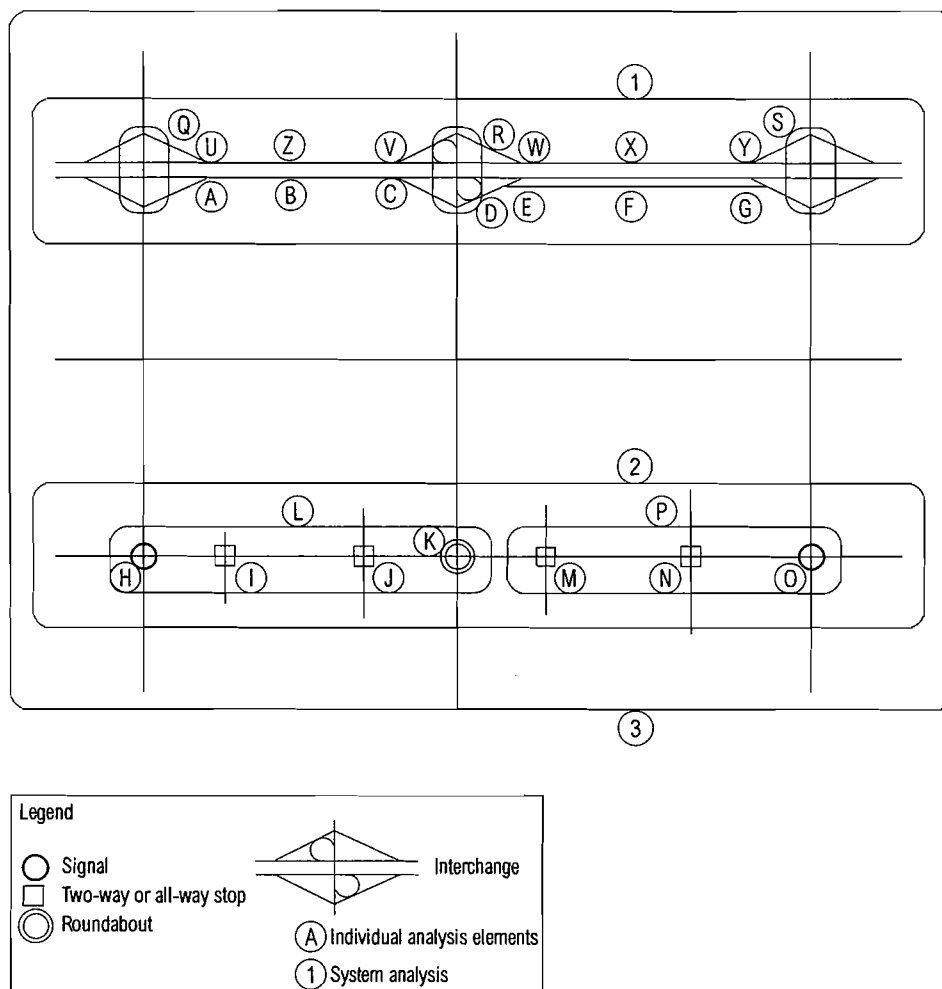 1
Q U Z V R W X Y S
A B C D E F G
2
L K P
H I J M N O
3
Legend
Signal
Two-way or all-way stop
Roundabout
Interchange
A Individual analysis elements
1 System analysis